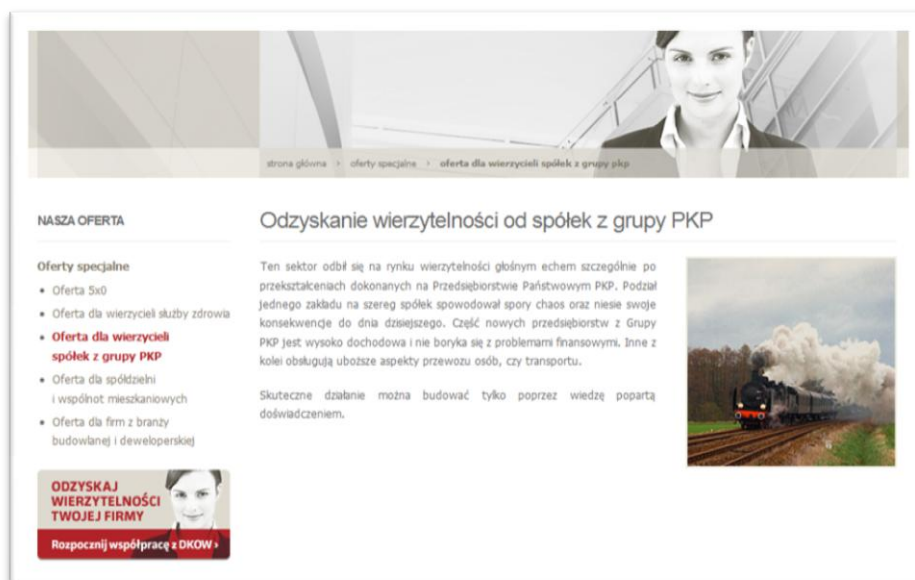 strona główna > oferty specjalne > oferta dla wierzycieli spółek z grupy pkp
NASZA OFERTA
Oferty specjalne
• Oferta 5x0
• Oferta dla wierzycieli służby zdrowia
• Oferta dla wierzycieli
spółek z grupy PKP
• Oferta dla spółdzielni
i wspólnot mieszkaniowych
• Oferta dla firm z branży
budowlanej i deweloperskiej
ODZYSKAJ
WIERZYTELNOŚCI
TWOJEJ FIRMY
Rozpocznij współpracę z DKOW ›
Odzyskanie wierzytelności od spółek z grupy PKP
Ten sektor odbił się na rynku wierzytelności głośnym echem szczególnie po
przekształceniach dokonanych na Przedsiębiorstwie Państwowym PKP. Podział
jednego zakładu na szereg spółek spowodował spory chaos oraz niesie swoje
konsekwencje do dnia dzisiejszego. Część nowych przedsiębiorstw z Grupy
PKP jest wysoko dochodowa i nie boryka się z problemami finansowymi. Inne z
kolei obsługują uboższe aspekty przewozu osób, czy transportu.
Skuteczne działanie można budować tylko poprzez wiedzę popartą
doświadczeniem.